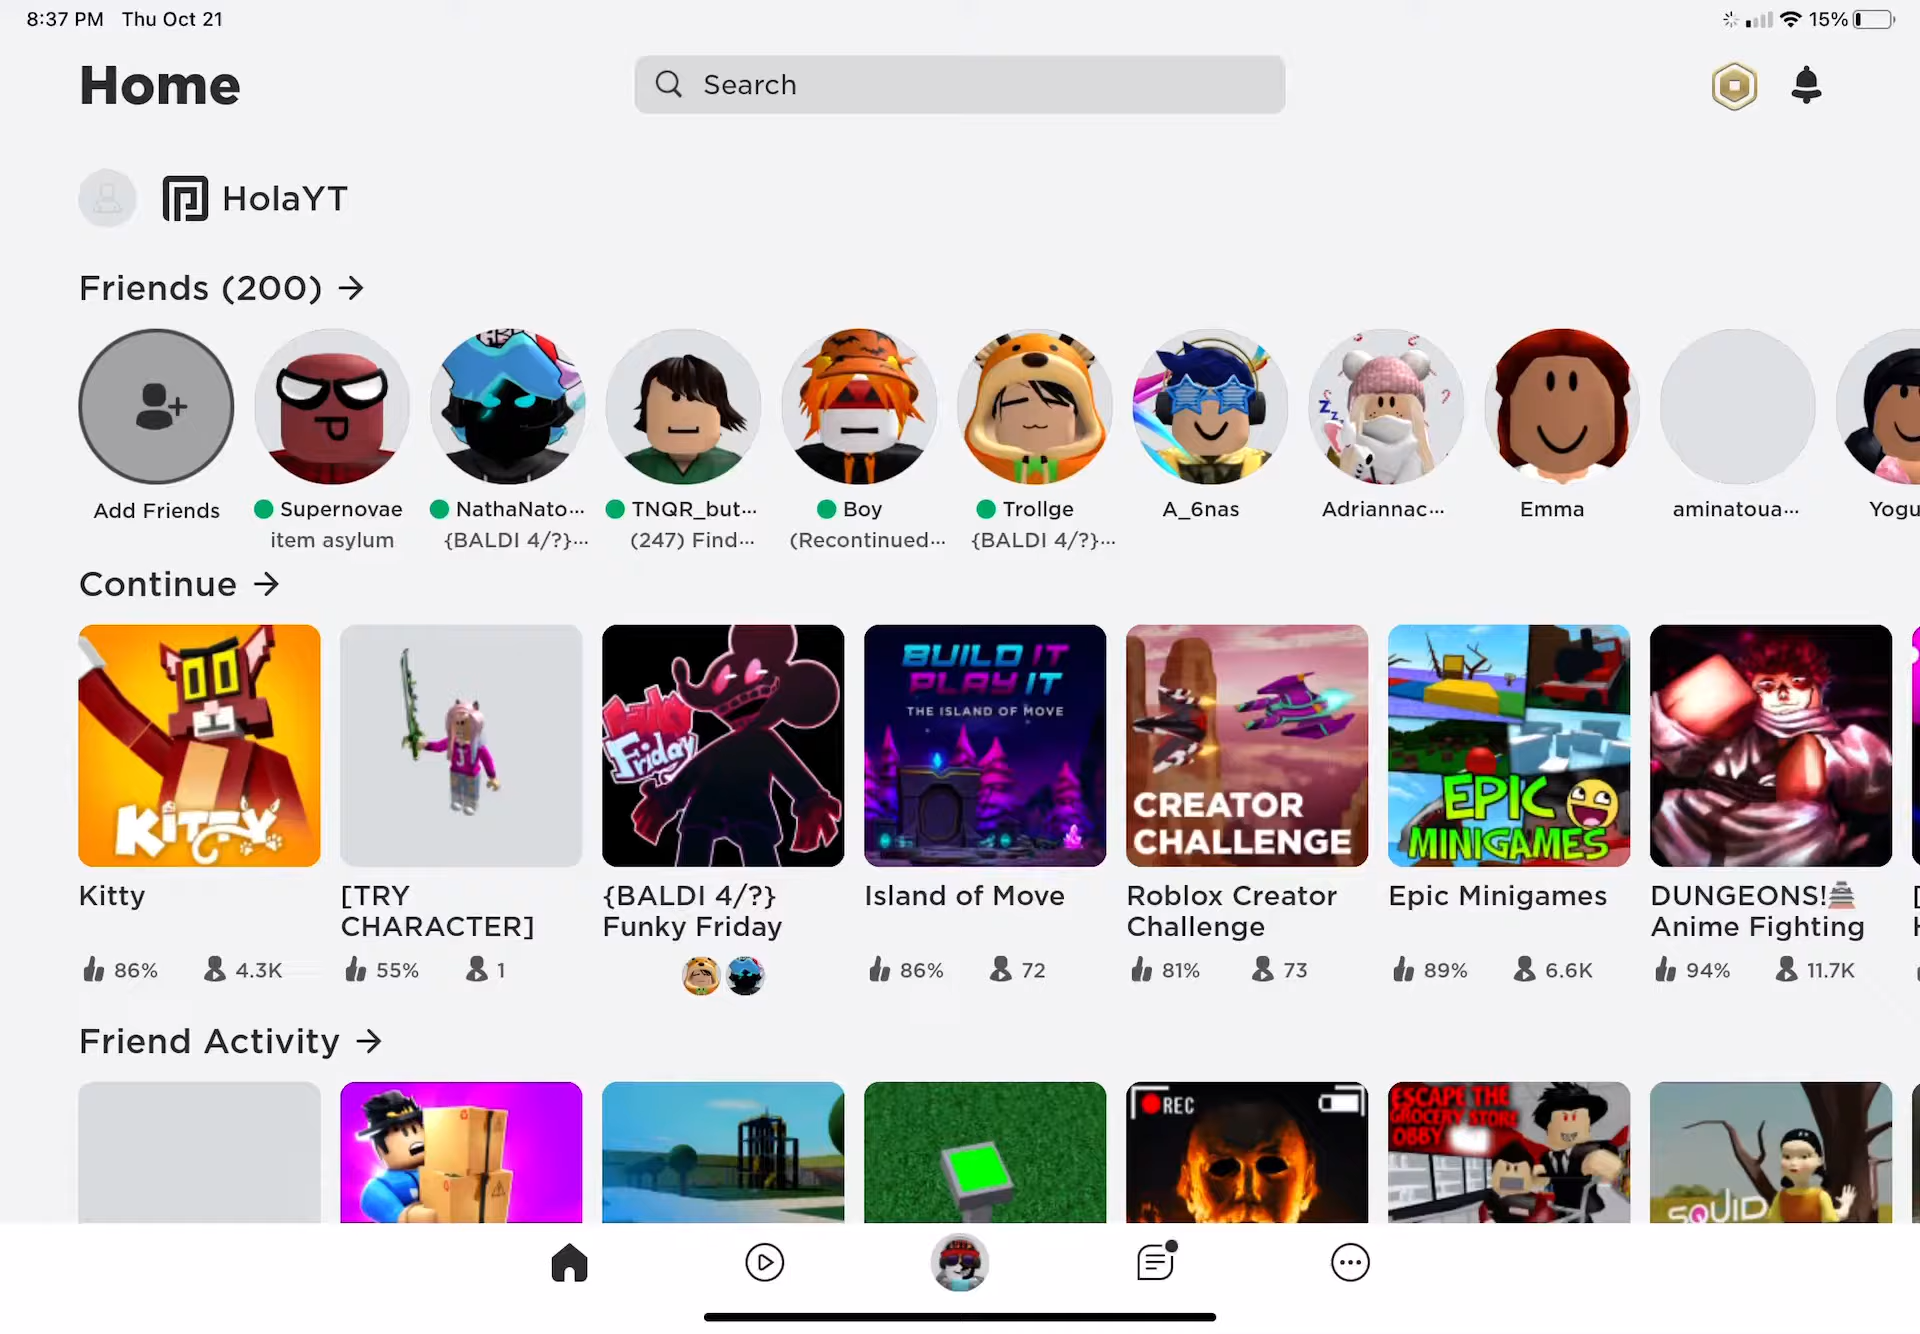 8:37 PM Thu Oct 21
15%
Home
Search
HolaYT
Friends (200) →
Add Friends
Supernovae
NathaNato...
TNQR_but...
Boy
Trollge
A_6nas
Adriannac...
Emma
aminatoua...
Yogu
item asylum
{BALDI 4/?}...
(247) Find...
(Recontinued...
{BALDI 4/?}...
Continue →
KiTTY
Funky
Friday
BUILD IT
PLAY IT
THE ISLAND OF MOVE
CREATOR
CHALLENGE
EPIC
MINIGAMES
Kitty
[TRY
CHARACTER]
{BALDI 4/?}
Funky Friday
Island of Move
Roblox Creator
Challenge
Epic Minigames
DUNGEONS!
Anime Fighting
86% 4.3K
55% 1
86% 72
81% 73
89% 6.6K
94% 11.7K
Friend Activity →
REC
ESCAPE THE
GROCERY STORE
OBBY
SQUID